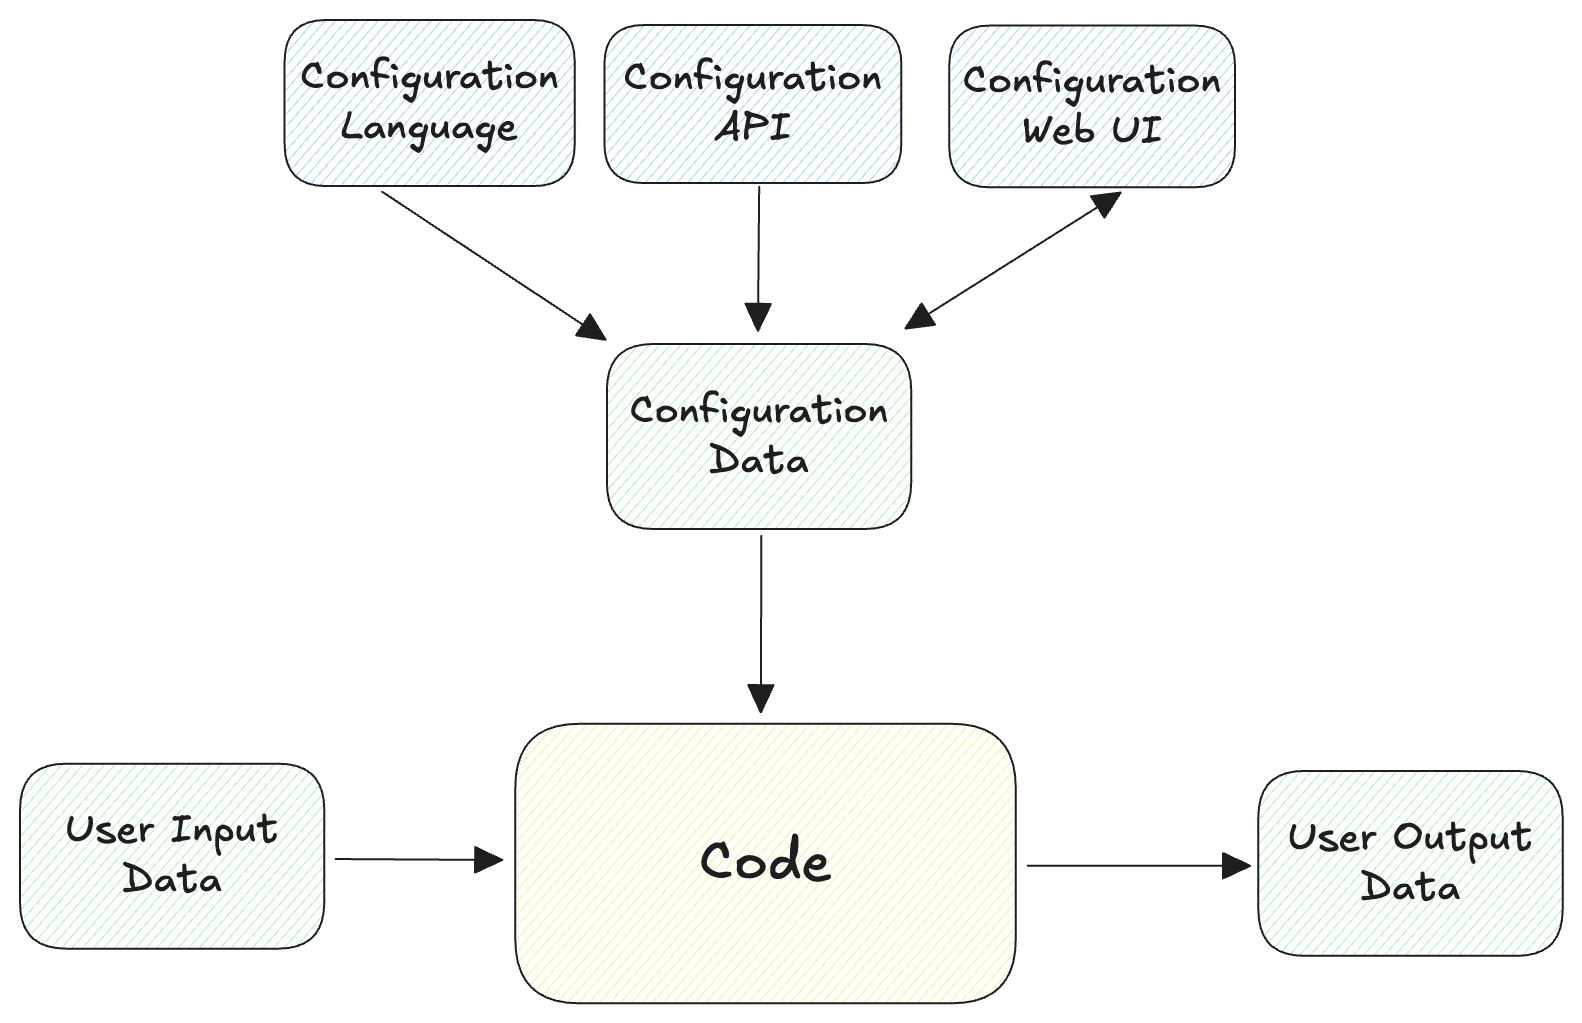 Configuration
Language
Configuration
API
Configuration
Web UI
Configuration
Data
User Input
Data
Code
User Output
Data